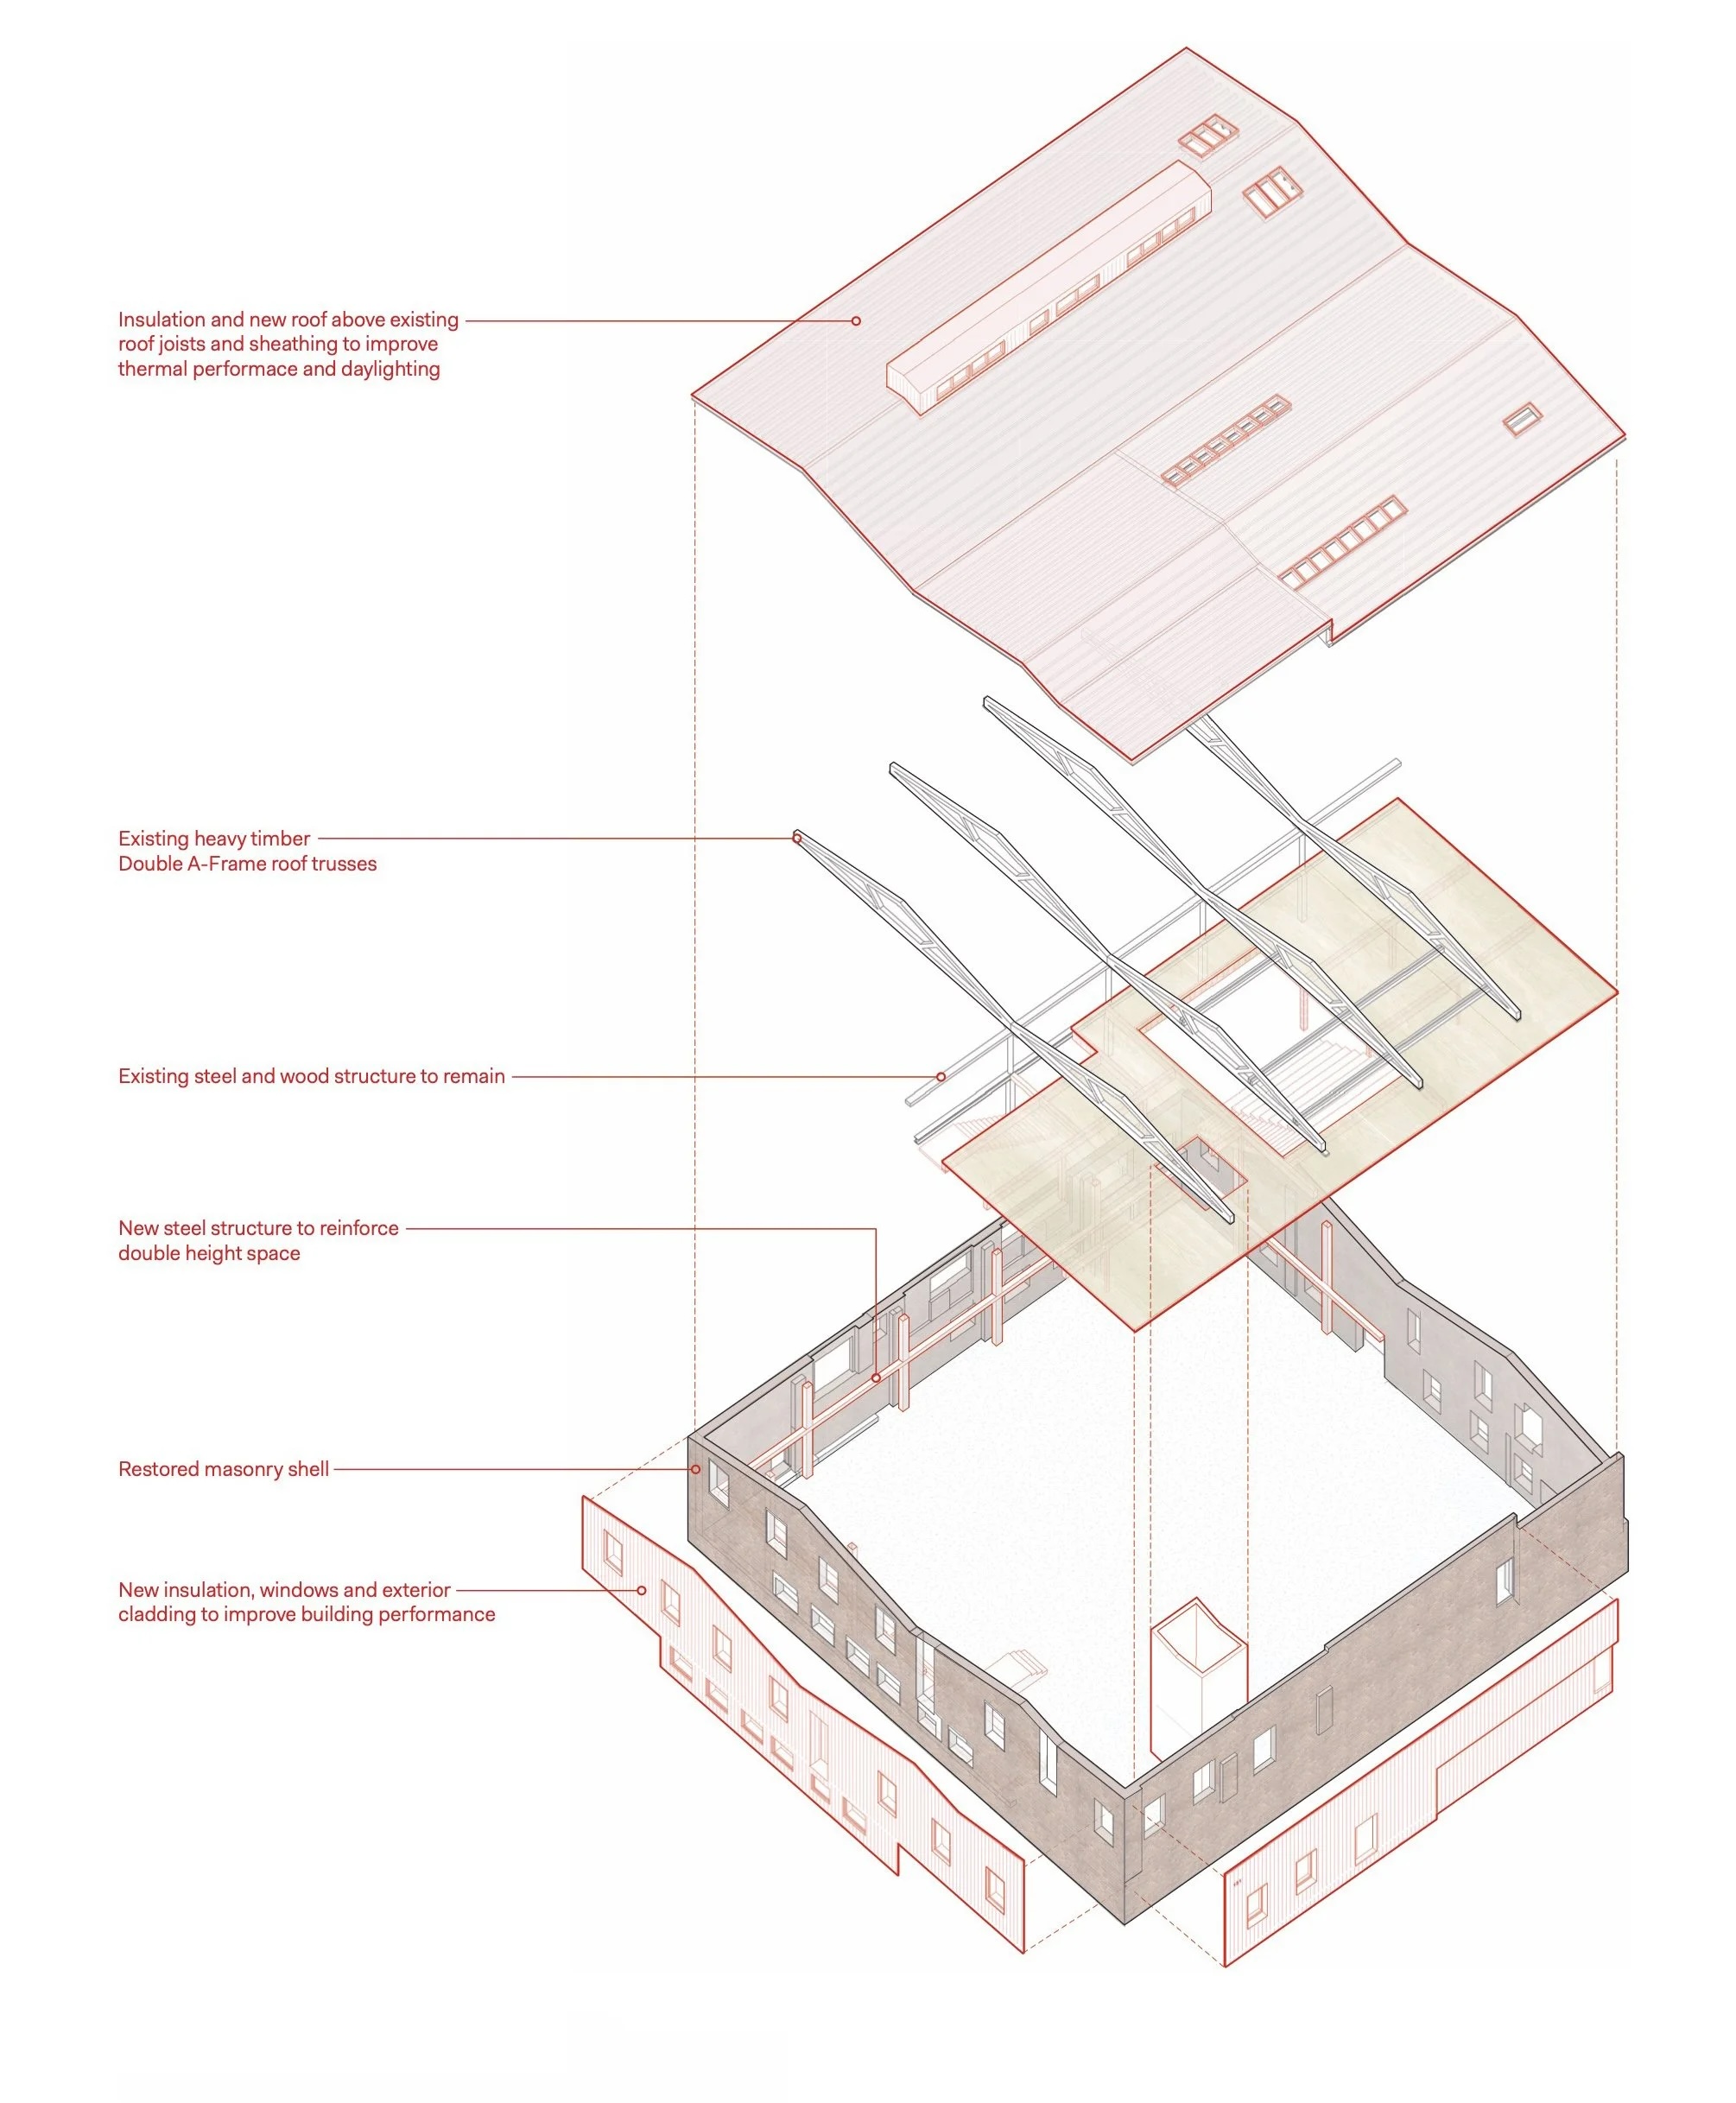 Insulation and new roof above existing
roof joists and sheathing to improve
thermal performace and daylighting
Existing heavy timber
Double A-Frame roof trusses
Existing steel and wood structure to remain
New steel structure to reinforce
double height space
Restored masonry shell
New insulation, windows and exterior
cladding to improve building performance